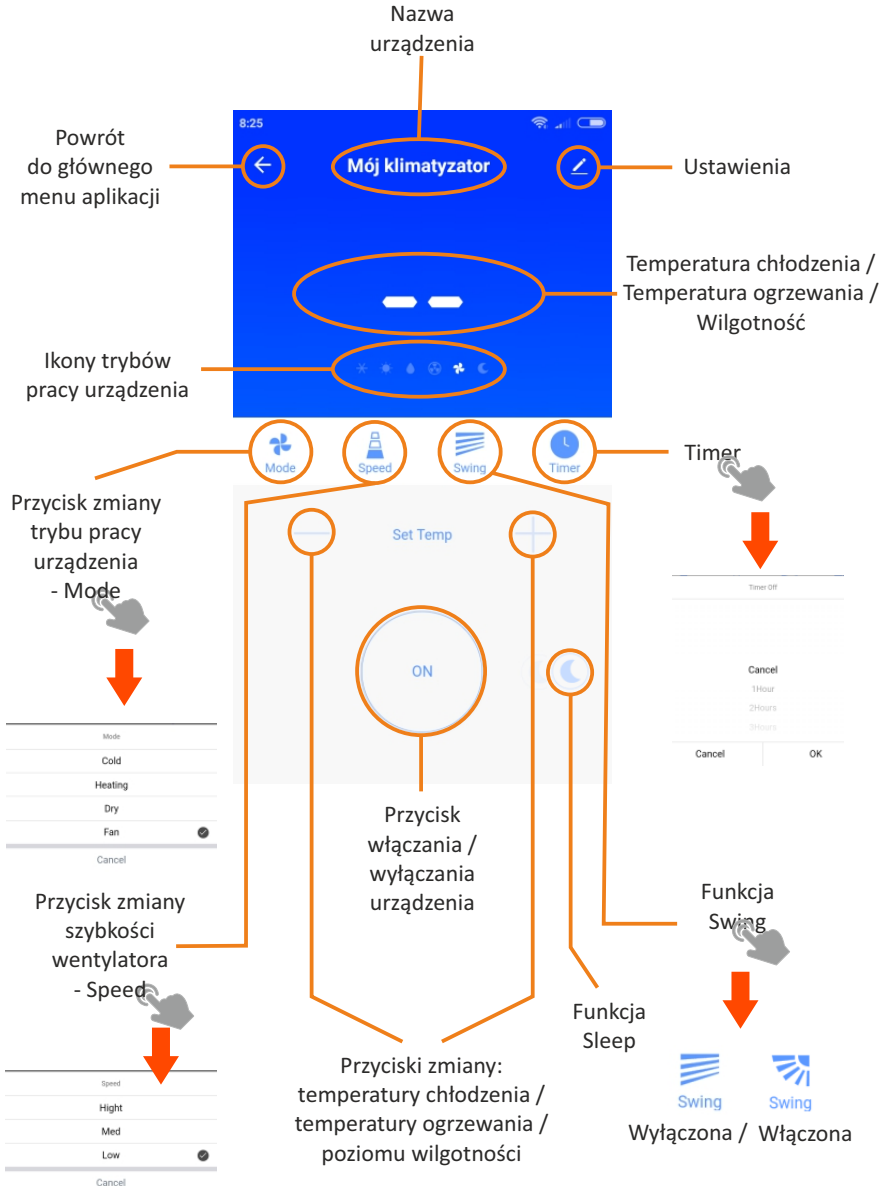 Nazwa
urządzenia
8:25
Powrót
do głównego
menu aplikacji
Mój klimatyzator
Ustawienia
Temperatura chłodzenia /
Temperatura ogrzewania /
Wilgotność
Ikony trybów
pracy urządzenia
Mode
Speed
Swing
Timer
Timer
Przycisk zmiany
trybu pracy
urządzenia
- Mode
Set Temp
ON
Timer Off
Cancel
1Hour
2Hours
3Hours
Cancel
OK
Mode
Cold
Heating
Dry
Fan
Cancel
Przycisk
włączania /
wyłączania
urządzenia
Przycisk zmiany
szybkości
wentylatora
- Speed
Funkcja
Swing
Funkcja
Sleep
Speed
Hight
Med
Low
Cancel
Przyciski zmiany:
temperatury chłodzenia /
temperatury ogrzewania /
poziomu wilgotności
Swing
Swing
Wyłączona / Włączona